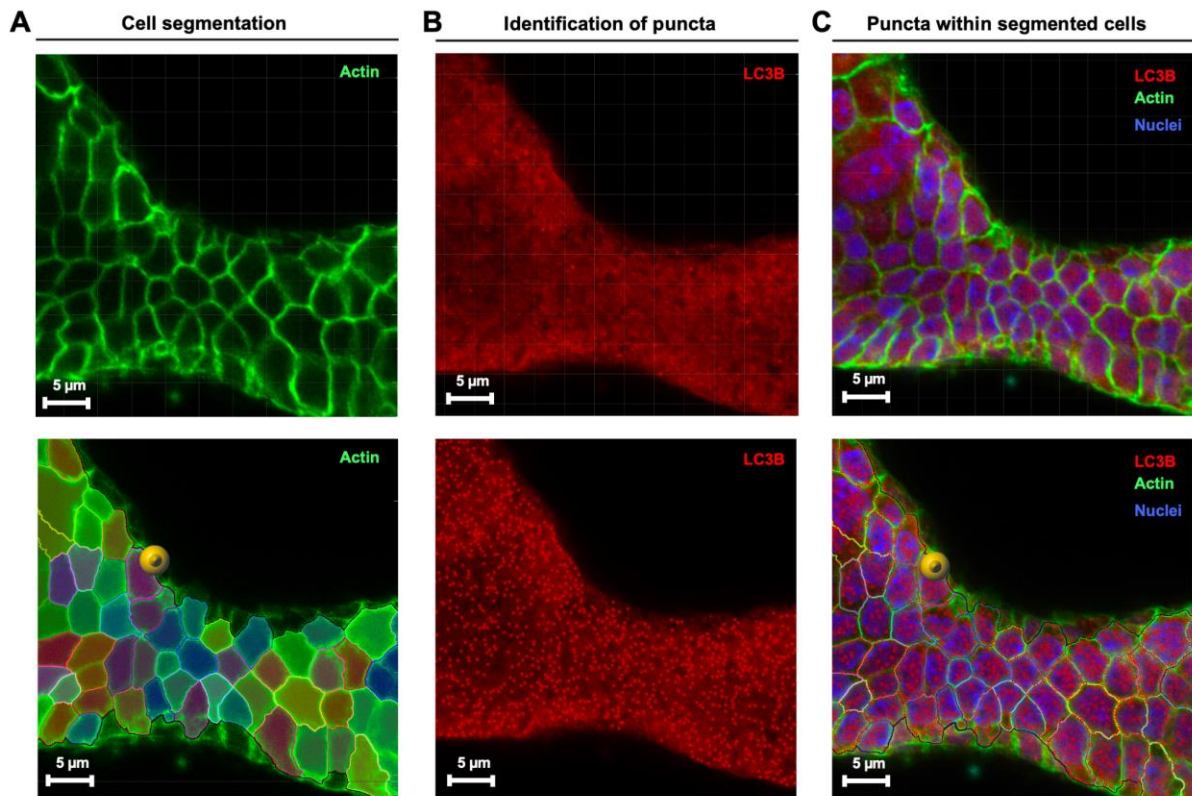 A
Cell segmentation
B
Identification of puncta
C
Puncta within segmented cells
Actin
5 µm
LC3B
5 µm
LC3B
Actin
Nuclei
5 µm
Actin
5 µm
LC3B
5 µm
LC3B
Actin
Nuclei
5 µm